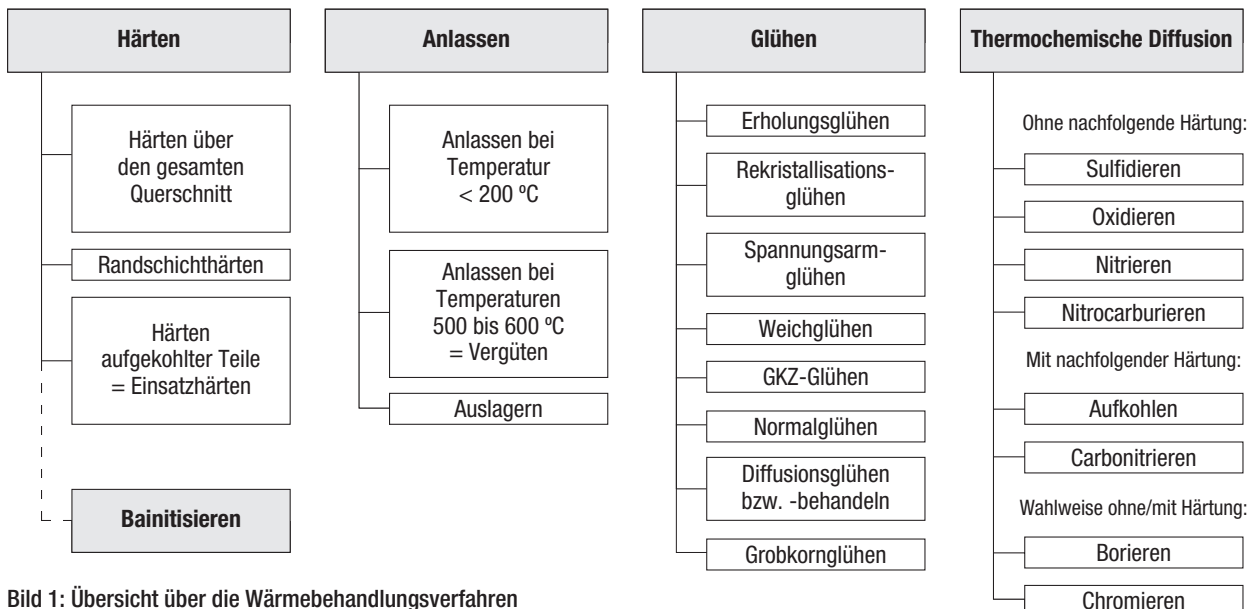 Härten
Härten über
den gesamten
Querschnitt
Randschichthärten
Härten
aufgekohlter Teile
= Einsatzhärten
Bainitisieren
Anlassen
Anlassen bei
Temperatur
< 200 ºC
Anlassen bei
Temperaturen
500 bis 600 ºC
= Vergüten
Auslagern
Glühen
Erholungsglühen
Rekristallisations-
glühen
Spannungsarm-
glühen
Weichglühen
GKZ-Glühen
Normalglühen
Diffusionsglühen
bzw. -behandeln
Grobkornglühen
Thermochemische Diffusion
Ohne nachfolgende Härtung:
Sulfidieren
Oxidieren
Nitrieren
Nitrocarburieren
Mit nachfolgender Härtung:
Aufkohlen
Carbonitrieren
Wahlweise ohne/mit Härtung:
Borieren
Chromieren
Bild 1: Übersicht über die Wärmebehandlungsverfahren